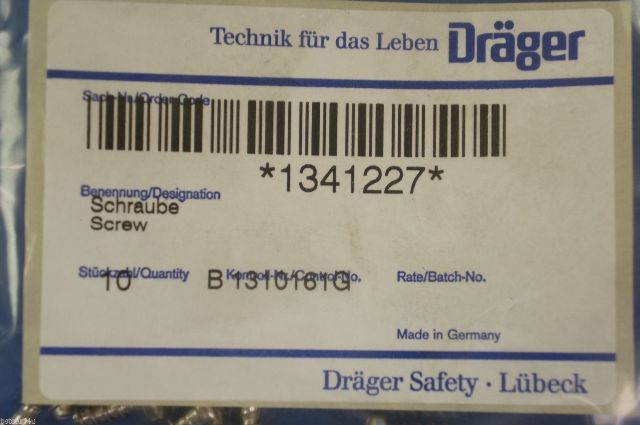 Technik für das Leben Dräger
Sach-Nr./Order Code
*1341227*
Benennung/Designation
Schraube
Screw
Stückzahl/Quantity Kontroll-Nr./Control-No. Rate/Batch-No.
10 B1310161G
Made in Germany
Dräger Safety · Lübeck